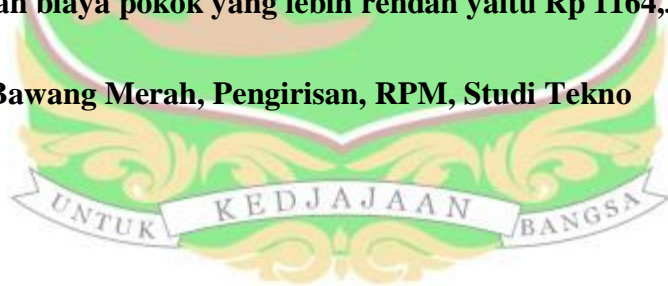 an biaya pokok yang lebih rendah yaitu Rp 1164,
Bawang Merah, Pengirisan, RPM, Studi Tekno
UNTUK KEDJAJAAN BANGSA